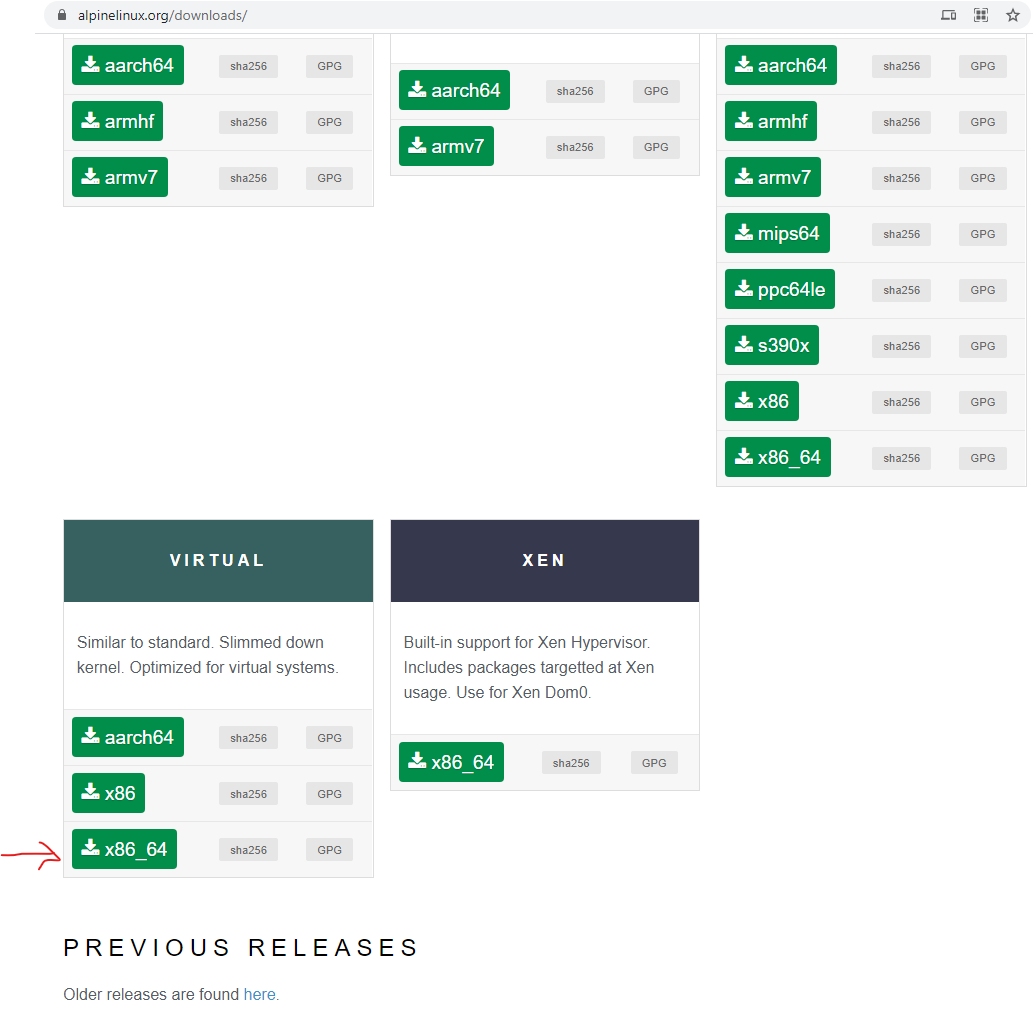 alpinelinux.org/downloads/
aarch64 sha256 GPG
armhf sha256 GPG
armv7 sha256 GPG
aarch64 sha256 GPG
armv7 sha256 GPG
aarch64 sha256 GPG
armhf sha256 GPG
armv7 sha256 GPG
mips64 sha256 GPG
ppc64le sha256 GPG
s390x sha256 GPG
x86 sha256 GPG
x86_64 sha256 GPG
VIRTUAL
Similar to standard. Slimmed down
kernel. Optimized for virtual systems.
aarch64 sha256 GPG
x86 sha256 GPG
x86_64 sha256 GPG
XEN
Built-in support for Xen Hypervisor.
Includes packages targetted at Xen
usage. Use for Xen Dom0.
x86_64 sha256 GPG
PREVIOUS RELEASES
Older releases are found here.